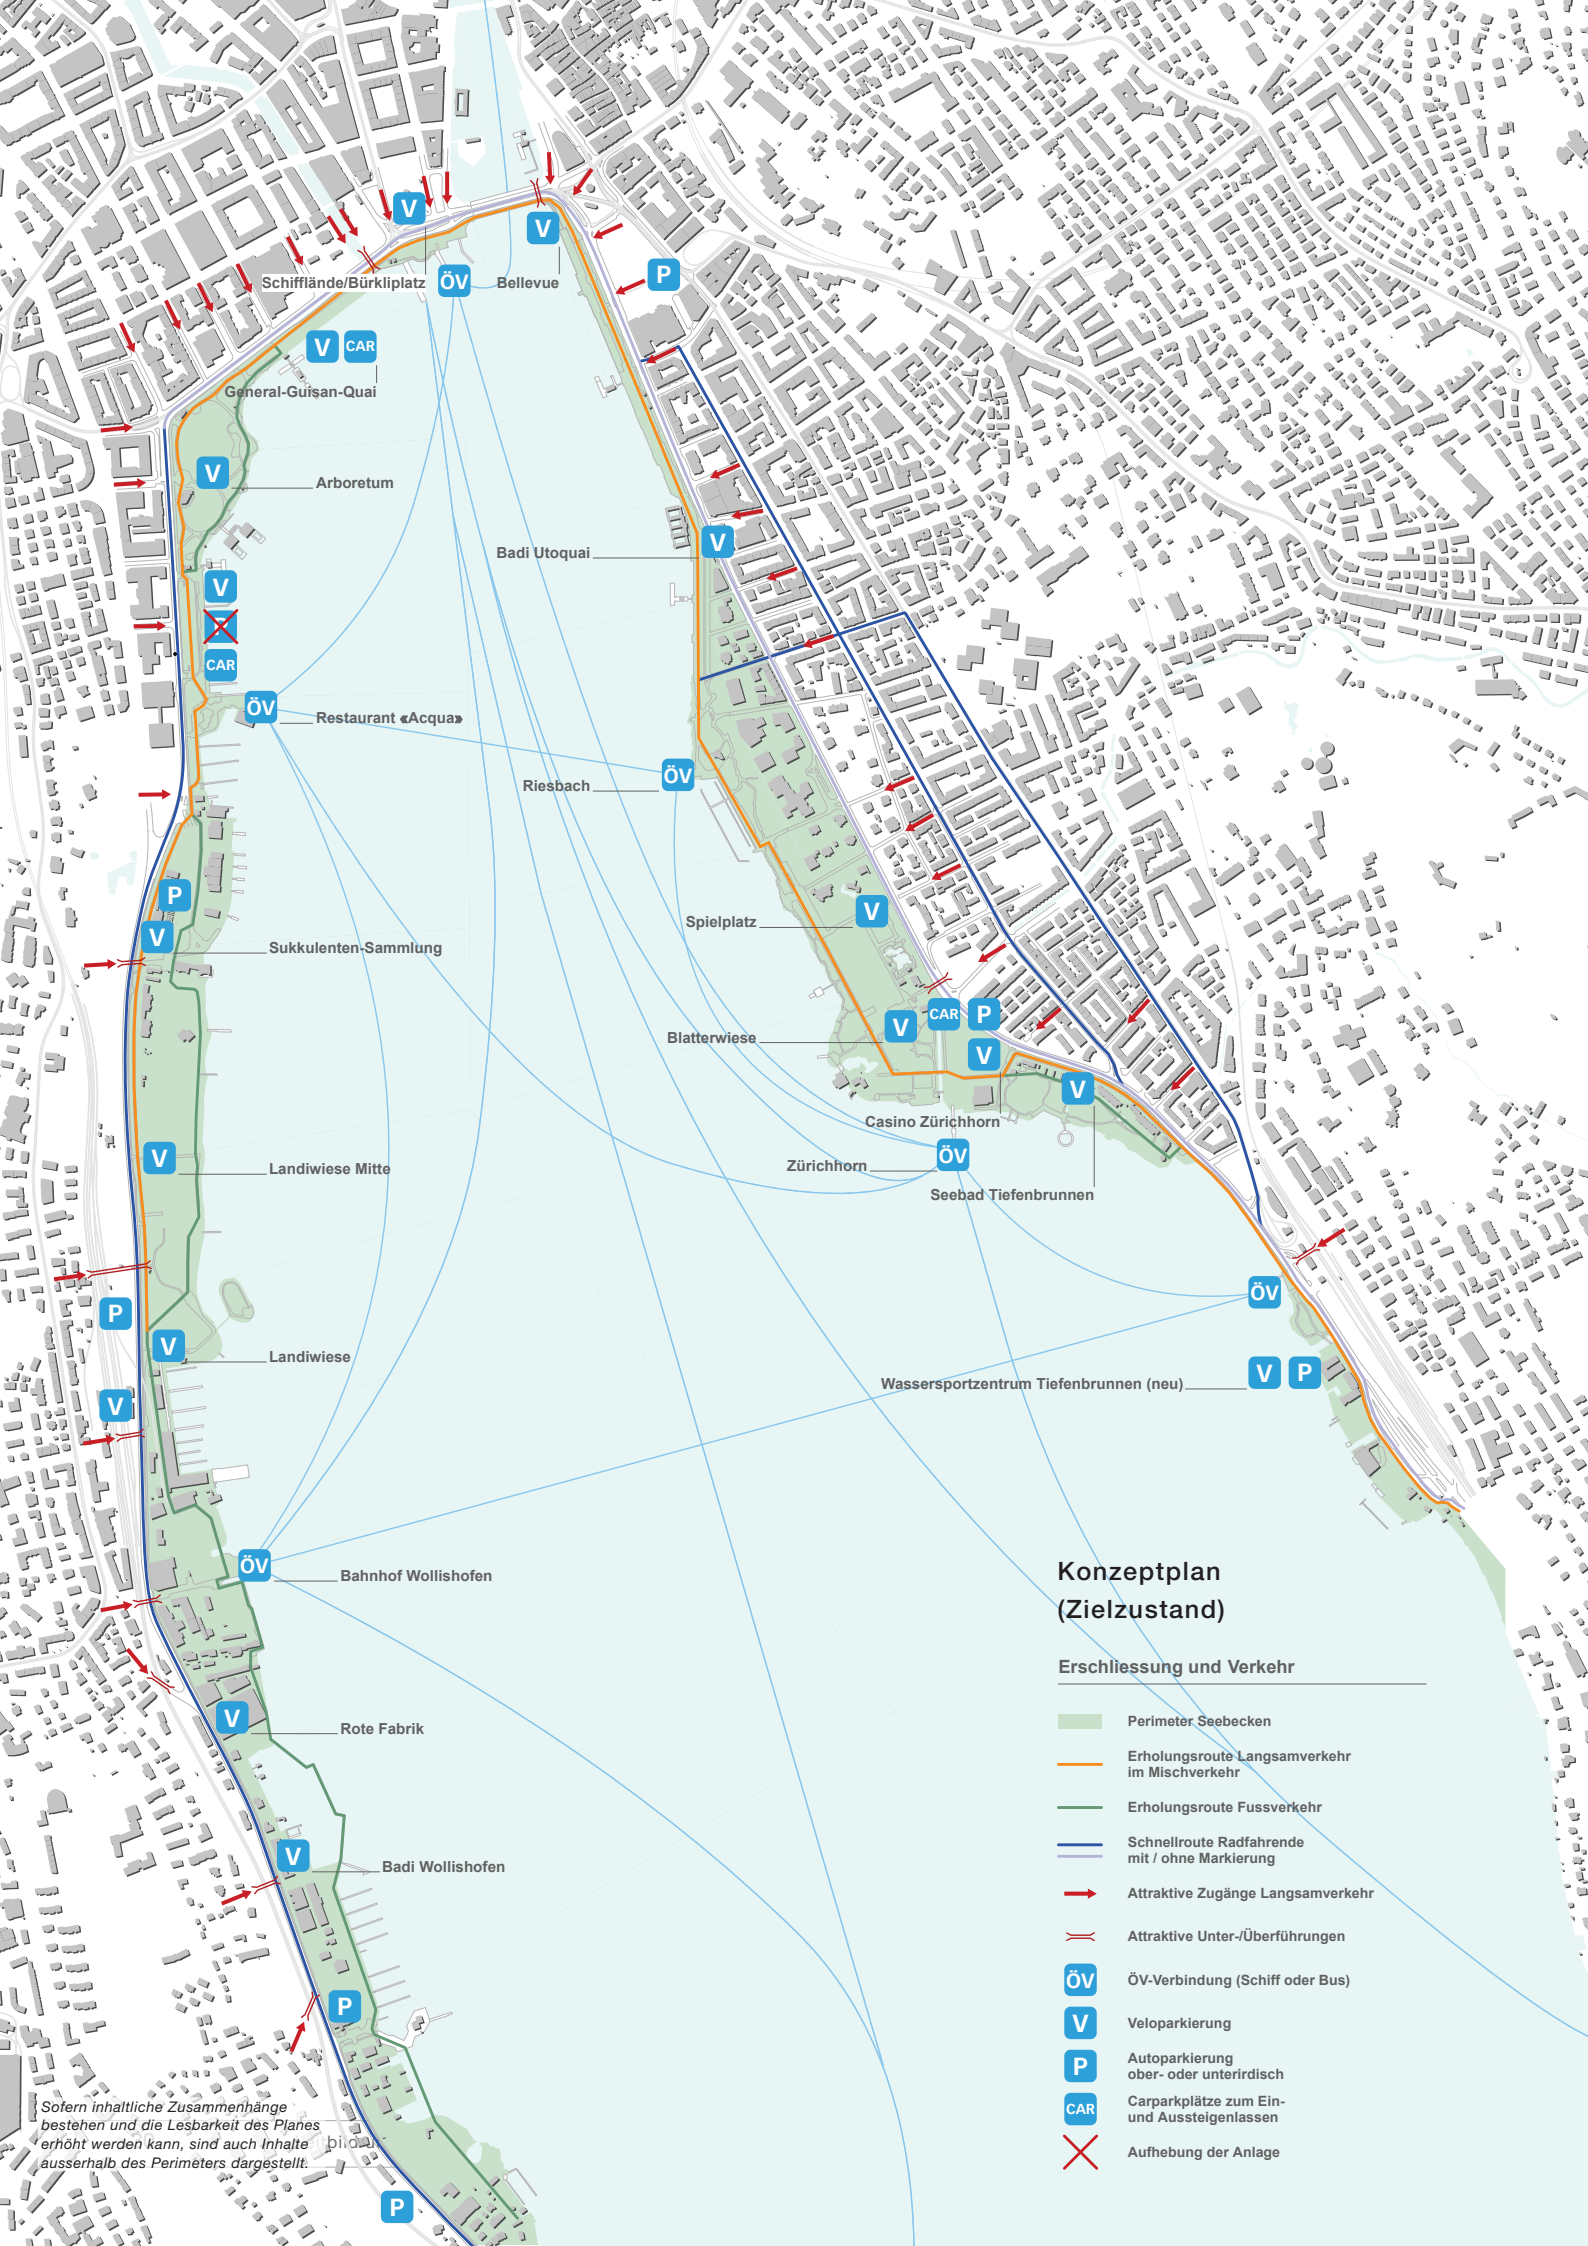 V
V
Schifflände/Bürkliplatz
ÖV
Bellevue
P
V
CAR
General-Guisan-Quai
V
Arboretum
Badi Utoquai
V
V
CAR
ÖV
Restaurant «Acqua»
Riesbach
ÖV
P
V
Spielplatz
V
Sukkulenten-Sammlung
CAR
P
V
Blatterwiese
V
V
Casino Zürichhorn
V
Landiwiese Mitte
Zürichhorn
ÖV
Seebad Tiefenbrunnen
ÖV
P
V
Landiwiese
V
P
Wassersportzentrum Tiefenbrunnen (neu)
V
ÖV
Bahnhof Wollishofen
V
Rote Fabrik
V
Badi Wollishofen
P
P
Konzeptplan
(Zielzustand)
Erschliessung und Verkehr
Perimeter Seebecken
Erholungsroute Langsamverkehr
im Mischverkehr
Erholungsroute Fussverkehr
Schnellroute Radfahrende
mit / ohne Markierung
Attraktive Zugänge Langsamverkehr
Attraktive Unter-/Überführungen
ÖV
ÖV-Verbindung (Schiff oder Bus)
V
Veloparkierung
P
Autoparkierung
ober- oder unterirdisch
CAR
Carparkplätze zum Ein-
und Aussteigenlassen
Aufhebung der Anlage
Sofern inhaltliche Zusammenhänge
bestehen und die Lesbarkeit des Planes
erhöht werden kann, sind auch Inhalte
ausserhalb des Perimeters dargestellt.